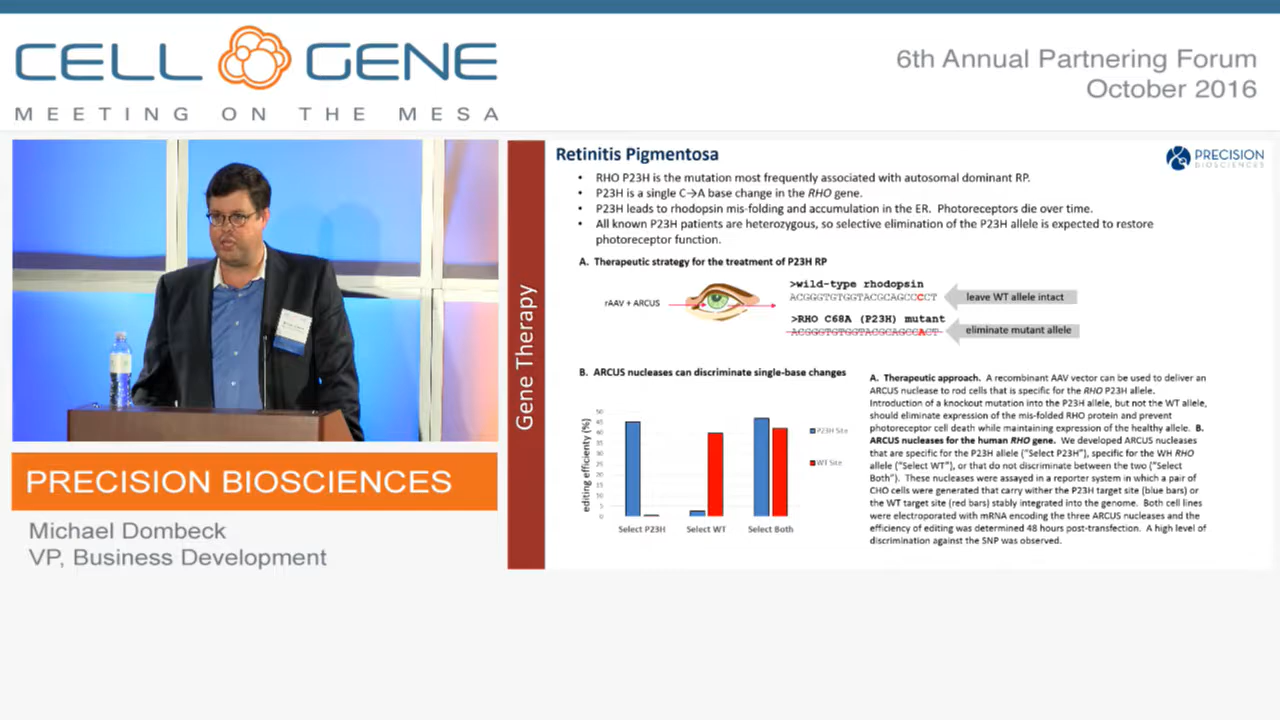 CELL GENE
MEETING ON THE MESA
6th Annual Partnering Forum
October 2016
PRECISION BIOSCIENCES
Michael Dombeck
VP, Business Development
Gene Therapy
Retinitis Pigmentosa
PRECISION
BIOSCIENCES
• RHO P23H is the mutation most frequently associated with autosomal dominant RP.
• P23H is a single C→A base change in the RHO gene.
• P23H leads to rhodopsin mis-folding and accumulation in the ER. Photoreceptors die over time.
• All known P23H patients are heterozygous, so selective elimination of the P23H allele is expected to restore
photoreceptor function.
A. Therapeutic strategy for the treatment of P23H RP
rAAV + ARCUS
>wild-type rhodopsin
ACGGGTGTGGTACGCAGCCCCT
leave WT allele intact
>RHO C68A (P23H) mutant
ACGGGTGTGGTACGCAGCCACT
eliminate mutant allele
B. ARCUS nucleases can discriminate single-base changes
editing efficienty (%)
50
45
40
35
30
25
20
15
10
5
0
Select P23H Select WT Select Both
P23H Site
WT Site
A. Therapeutic approach. A recombinant AAV vector can be used to deliver an
ARCUS nuclease to rod cells that is specific for the RHO P23H allele.
Introduction of a knockout mutation into the P23H allele, but not the WT allele,
should eliminate expression of the mis-folded RHO protein and prevent
photoreceptor cell death while maintaining expression of the healthy allele. B.
ARCUS nucleases for the human RHO gene. We developed ARCUS nucleases
that are specific for the P23H allele ("Select P23H"), specific for the WH RHO
allele ("Select WT"), or that do not discriminate between the two ("Select
Both"). These nucleases were assayed in a reporter system in which a pair of
CHO cells were generated that carry wither the P23H target site (blue bars) or
the WT target site (red bars) stably integrated into the genome. Both cell lines
were electroporated with mRNA encoding the three ARCUS nucleases and the
efficiency of editing was determined 48 hours post-transfection. A high level of
discrimination against the SNP was observed.